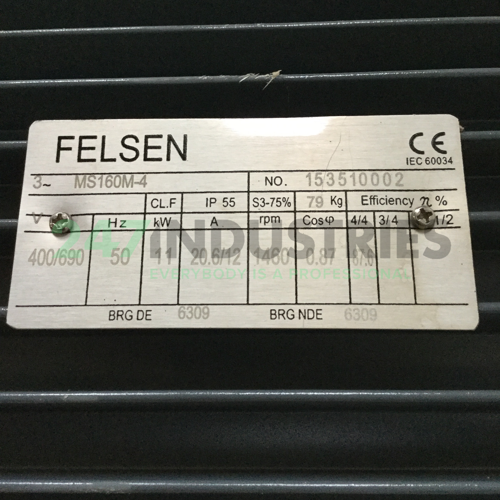 FELSEN
CE
IEC 60034
3~ MS160M-4 NO. 153510002
CL.F IP 55 S3-75% 79 Kg Efficiency η %
V Hz kW A rpm Cosφ 4/4 3/4 1/2
400/690 50 11 20.6/12 1460 0.87
247INDUSTRIES
EVERYBODY IS A PROFESSIONAL
BRG DE 6309 BRG NDE 6309